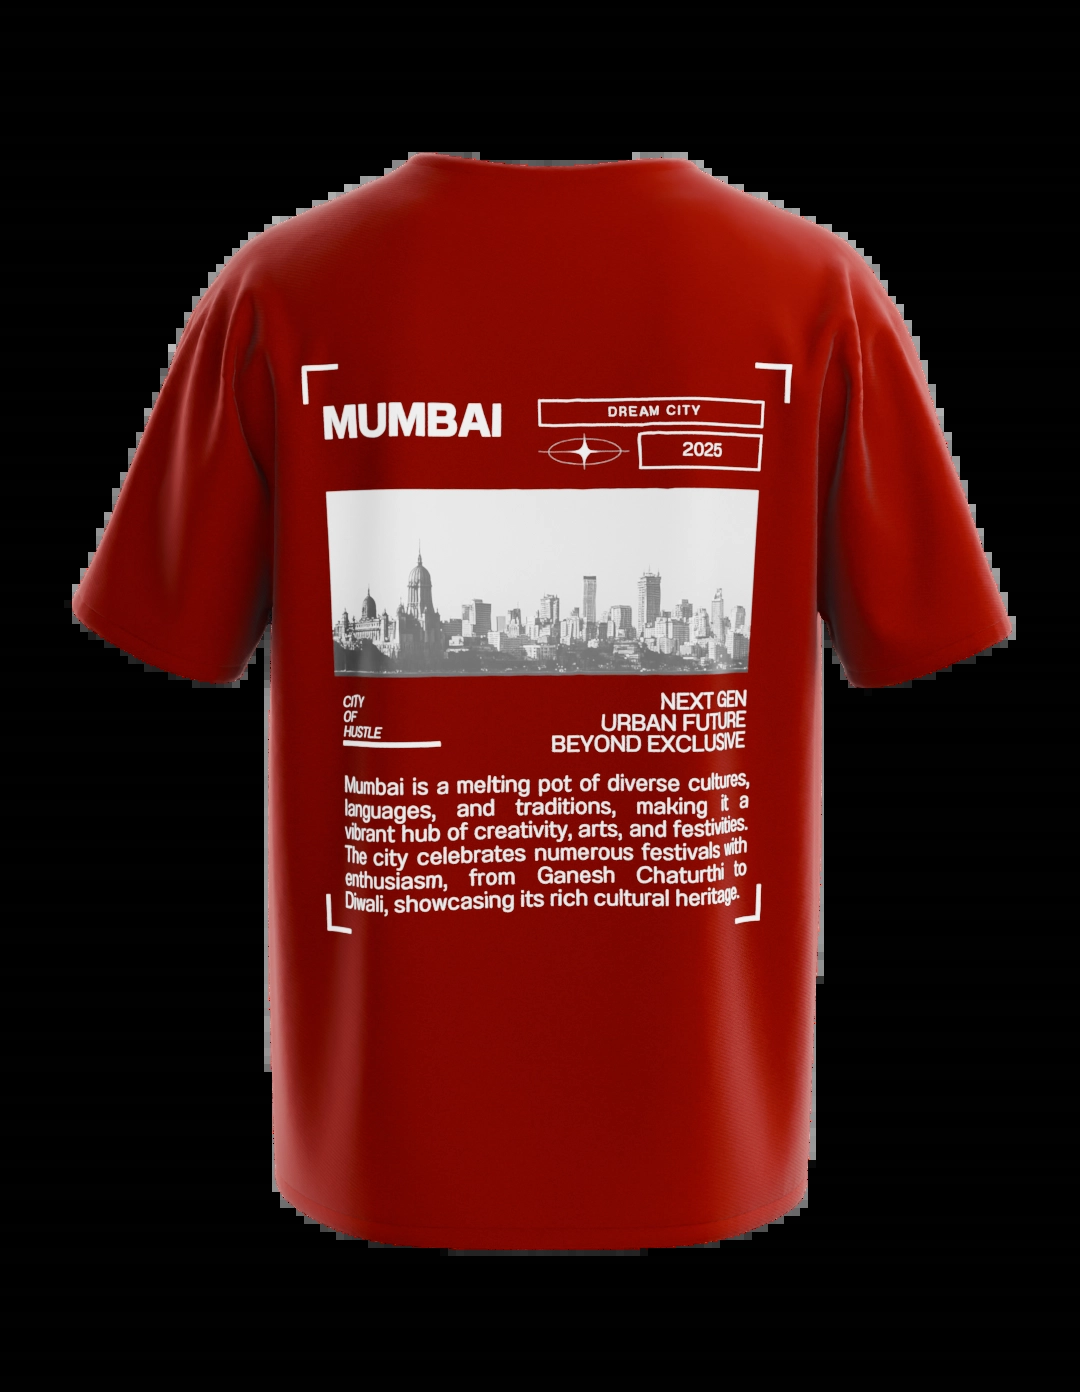 MUMBAI
DREAM CITY
2025
CITY
OF
HUSTLE
NEXT GEN
URBAN FUTURE
BEYOND EXCLUSIVE
Mumbai is a melting pot of diverse cultures,
languages, and traditions, making it a
vibrant hub of creativity, arts, and festivities.
The city celebrates numerous festivals with
enthusiasm, from Ganesh Chaturthi to
Diwali, showcasing its rich cultural heritage.